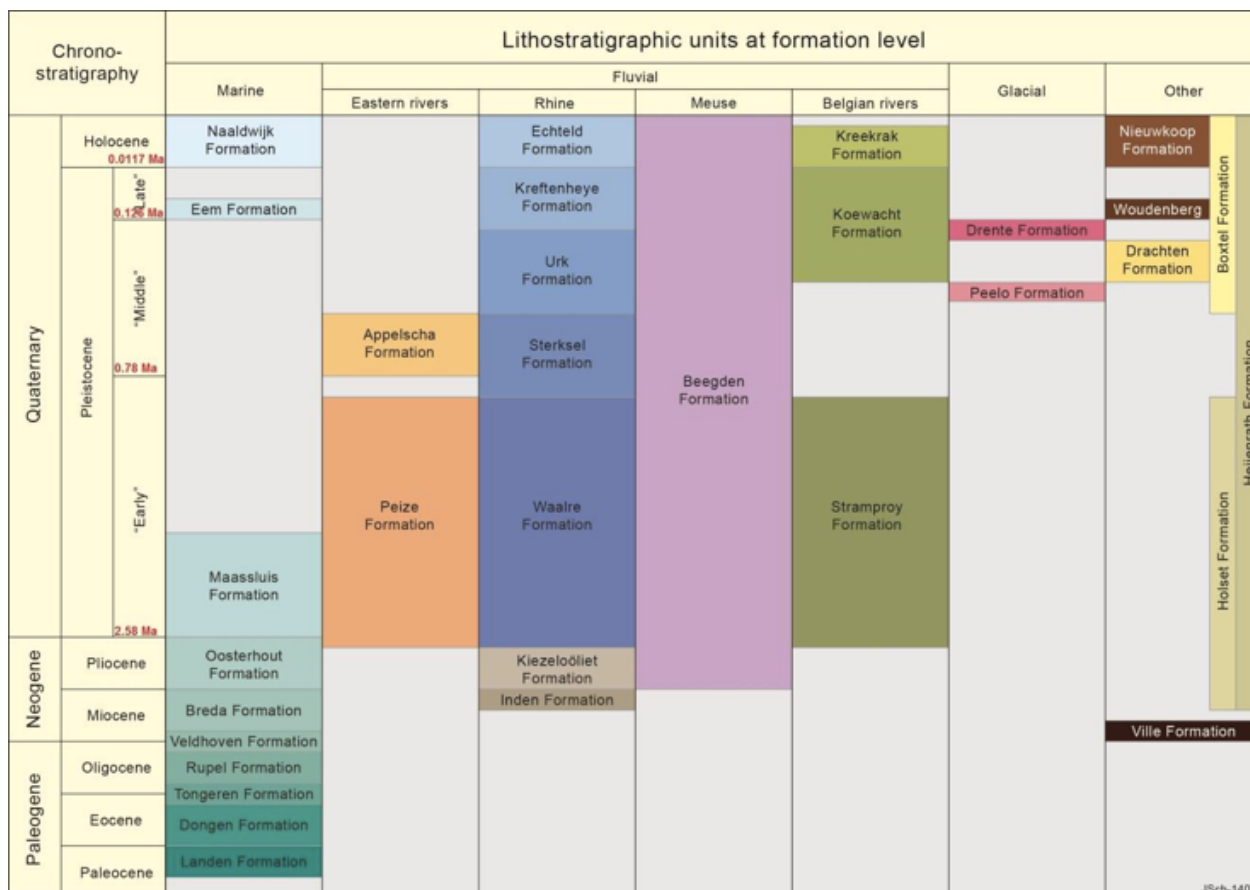 Chrono-
stratigraphy
Lithostratigraphic units at formation level
Marine
Fluvial
Glacial
Other
Eastern rivers
Rhine
Meuse
Belgian rivers
Quaternary
Neogene
Paleogene
Pleistocene
Holocene
0.0117 Ma
"Late"
0.126 Ma
"Middle"
0.78 Ma
"Early"
2.58 Ma
Pliocene
Miocene
Oligocene
Eocene
Paleocene
Naaldwijk
Formation
Eem Formation
Maassluis
Formation
Oosterhout
Formation
Breda Formation
Veldhoven Formation
Rupel Formation
Tongeren Formation
Dongen Formation
Landen Formation
Appelscha
Formation
Peize
Formation
Echteld
Formation
Kreftenheye
Formation
Urk
Formation
Sterksel
Formation
Waalre
Formation
Kiezeloöliet
Formation
Inden Formation
Beegden
Formation
Kreekrak
Formation
Koewacht
Formation
Stramproy
Formation
Drente Formation
Peelo Formation
Nieuwkoop
Formation
Woudenberg
Drachten
Formation
Ville Formation
Boxtel Formation
Holset Formation
Formation